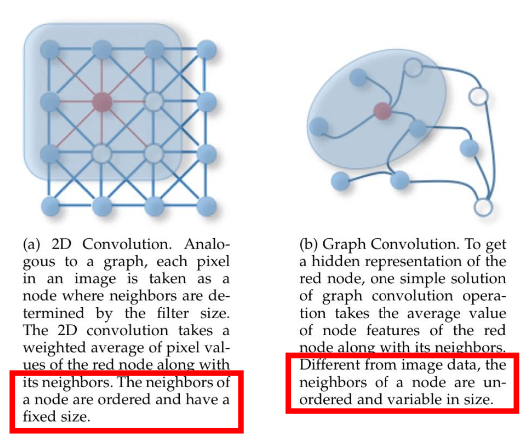 (a) 2D Convolution. Analo-
gous to a graph, each pixel
in an image is taken as a
node where neighbors are de-
termined by the filter size.
The 2D convolution takes a
weighted average of pixel val-
ues of the red node along with
its neighbors. The neighbors of
a node are ordered and have a
fixed size.
(b) Graph Convolution. To get
a hidden representation of the
red node, one simple solution
of graph convolution opera-
tion takes the average value
of node features of the red
node along with its neighbors.
Different from image data, the
neighbors of a node are un-
ordered and variable in size.